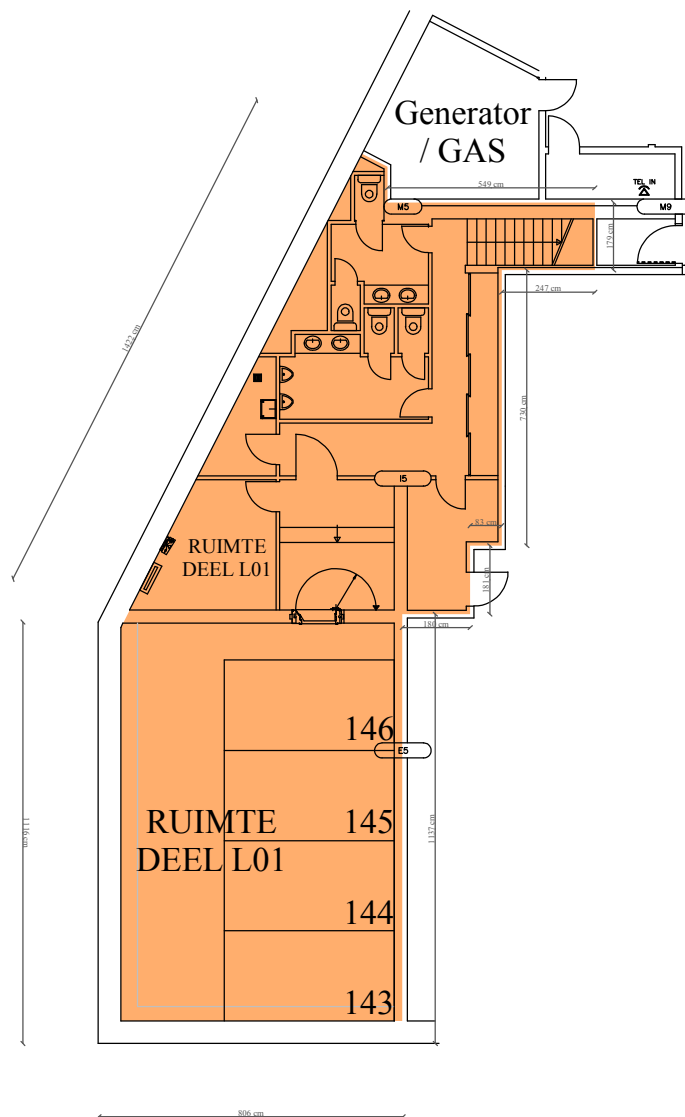 Generator
/ GAS
TEL IN
549 cm
M5
M9
179 cm
247 cm
1422 cm
730 cm
I5
83 cm
RUIMTE
DEEL L01
181 cm
180 cm
146
E5
RUIMTE
DEEL L01
145
1116 cm
1137 cm
144
143
806 cm